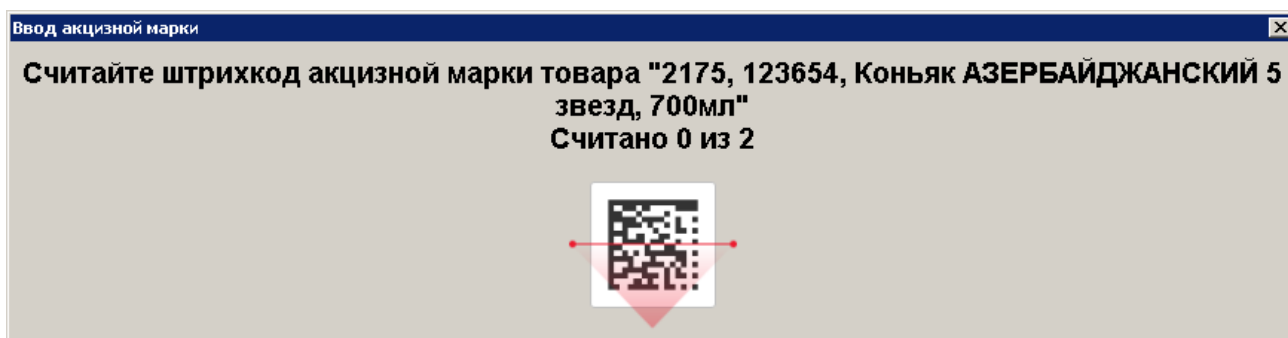 Ввод акцизной марки
Считайте штрихкод акцизной марки товара "2175, 123654, Коньяк АЗЕРБАЙДЖАНСКИЙ 5
звезд, 700мл"
Считано 0 из 2